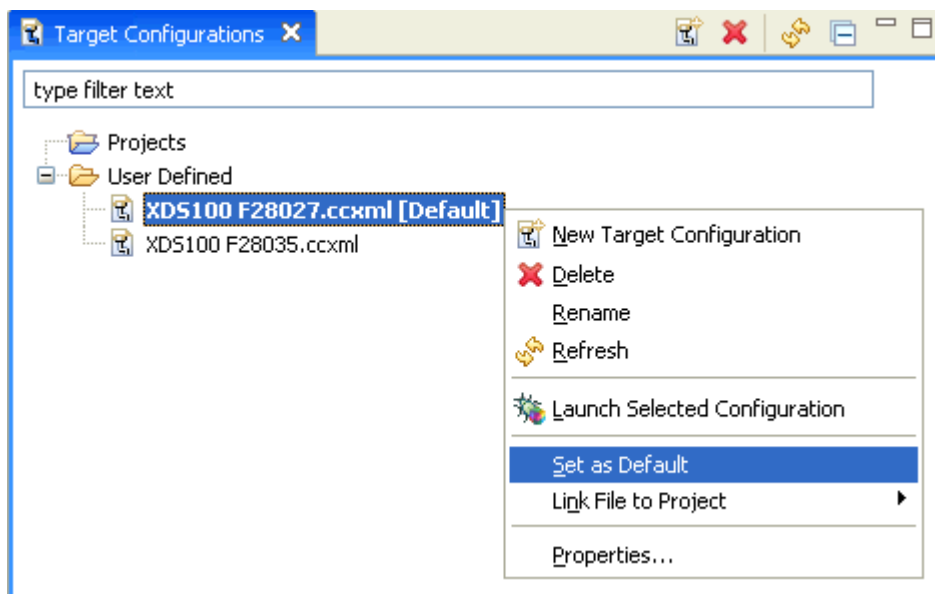 Target Configurations
type filter text
Projects
User Defined
XDS100 F28027.ccxml [Default]
XDS100 F28035.ccxml
New Target Configuration
Delete
Rename
Refresh
Launch Selected Configuration
Set as Default
Link File to Project
Properties...